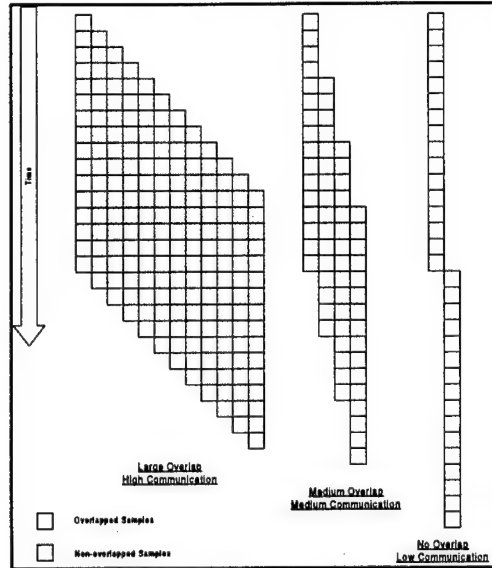 Time
Large Overlap
High Communication
Medium Overlap
Medium Communication
No Overlap
Low Communication
Overlapped Samples
Non-overlapped Samples